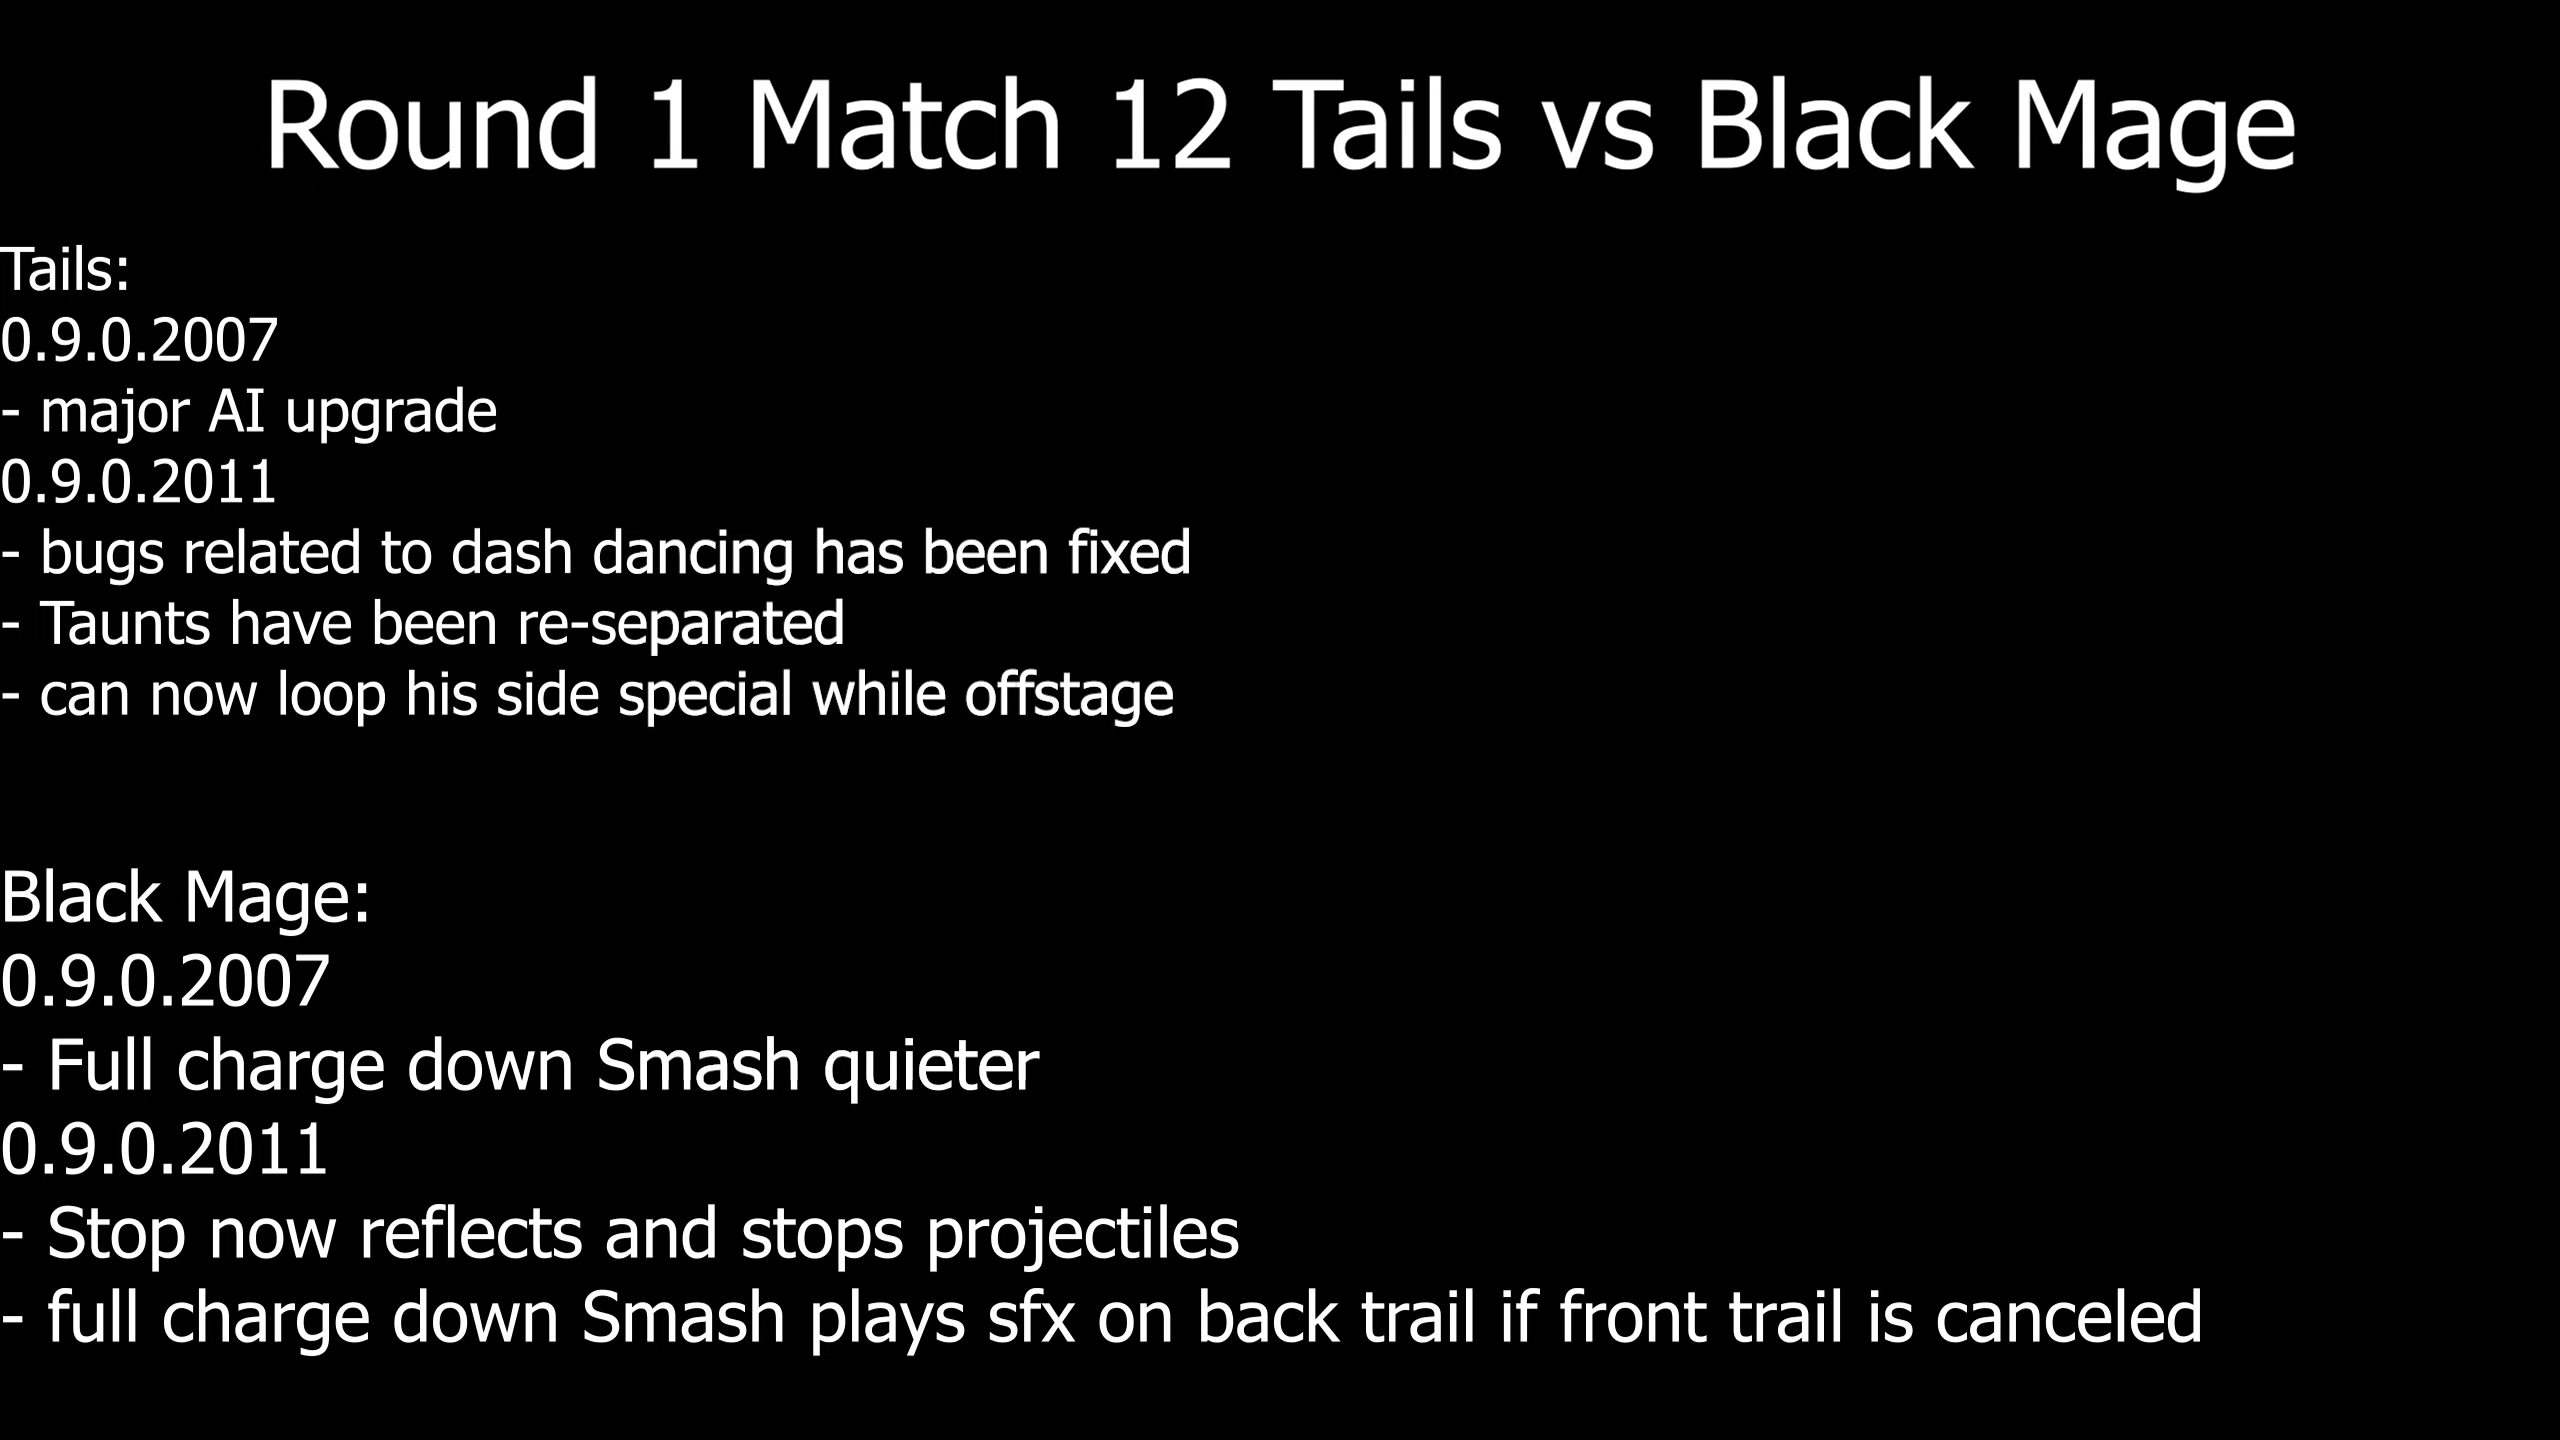 Round 1 Match 12 Tails vs Black Mage
Tails:
0.9.0.2007
- major AI upgrade
0.9.0.2011
- bugs related to dash dancing has been fixed
- Taunts have been re-separated
- can now loop his side special while offstage
Black Mage:
0.9.0.2007
- Full charge down Smash quieter
0.9.0.2011
- Stop now reflects and stops projectiles
- full charge down Smash plays sfx on back trail if front trail is canceled